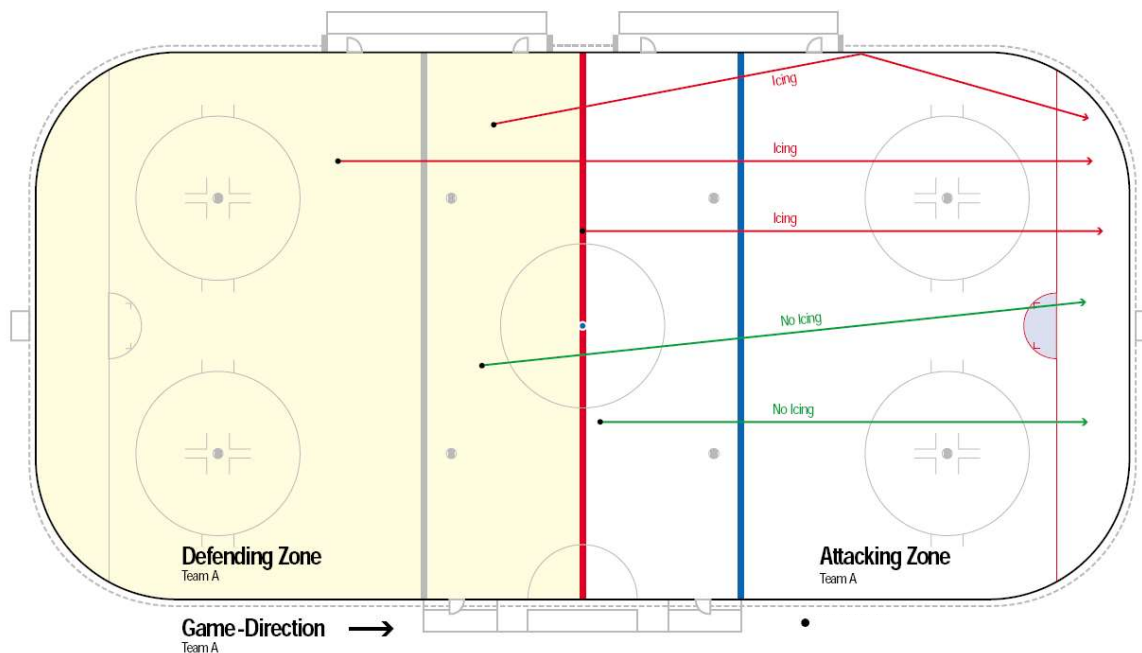 Icing
Icing
Icing
No Icing
No Icing
Defending Zone
Team A
Attacking Zone
Team A
Game-Direction
Team A